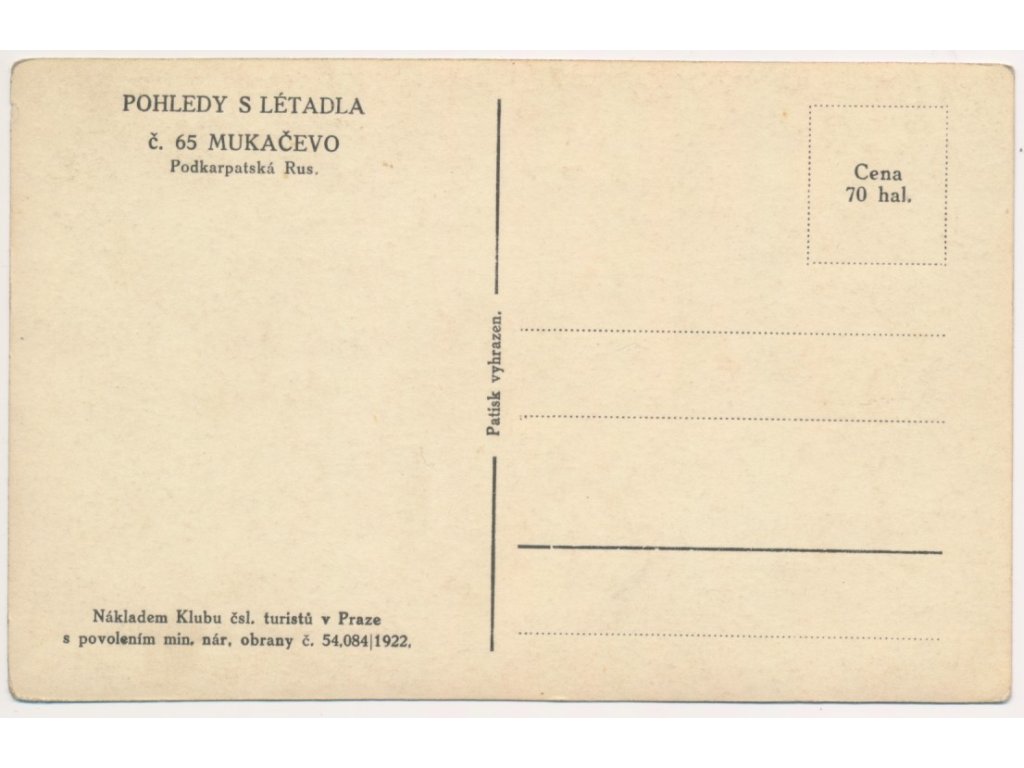 POHLEDY S LÉTADLA
č. 65 MUKAČEVO
Podkarpatská Rus.
Nákladem Klubu čsl. turistů v Praze
s povolením min. nár. obrany č. 54.084|1922.
Patisk vyhrazen.
Cena
70 hal.